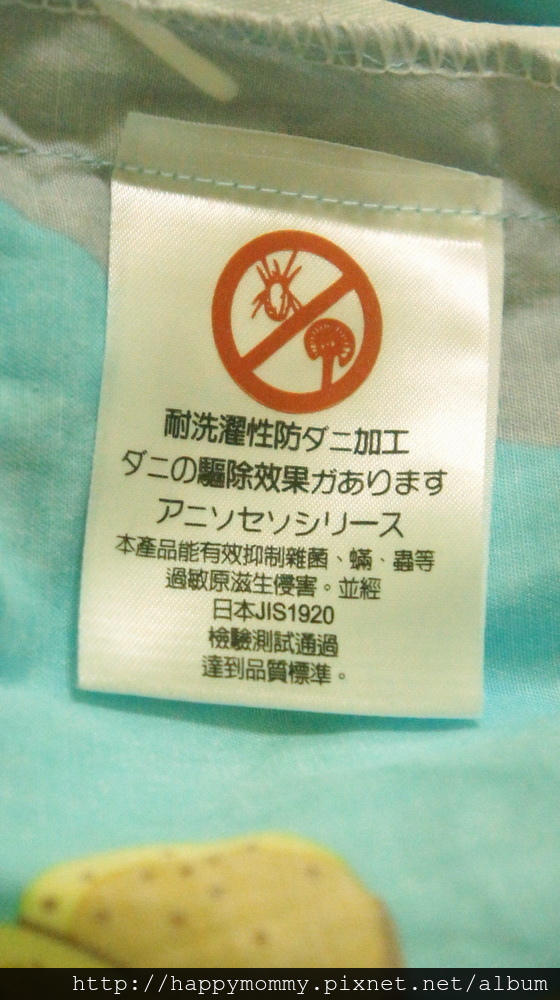 耐洗濯性防ダニ加工
ダニの驅除效果ガあります
アニソセソシリース
本產品能有效抑制雜菌、蟎、蟲等
過敏原滋生侵害。並經
日本JIS1920
檢驗測試通過
達到品質標準。
http://happymommy.pixnet.net/album